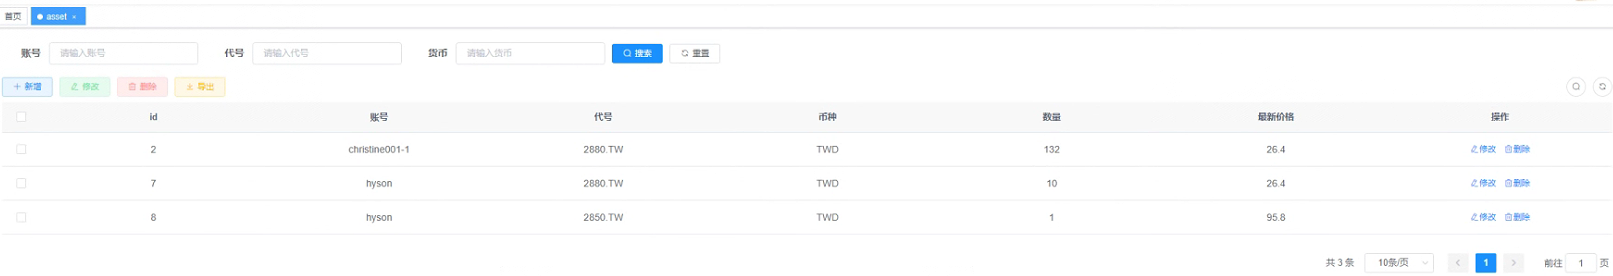 首页 asset ×
账号 请输入账号 代号 请输入代号 货币 请输入货币 搜索 重置
+ 新增 修改 删除 导出
id 账号 代号 币种 数量 最新价格 操作
2 christine001-1 2880.TW TWD 132 26.4 修改 删除
7 hyson 2880.TW TWD 10 26.4 修改 删除
8 hyson 2850.TW TWD 1 95.8 修改 删除
共 3 条 10条/页 < 1 > 前往 1 页